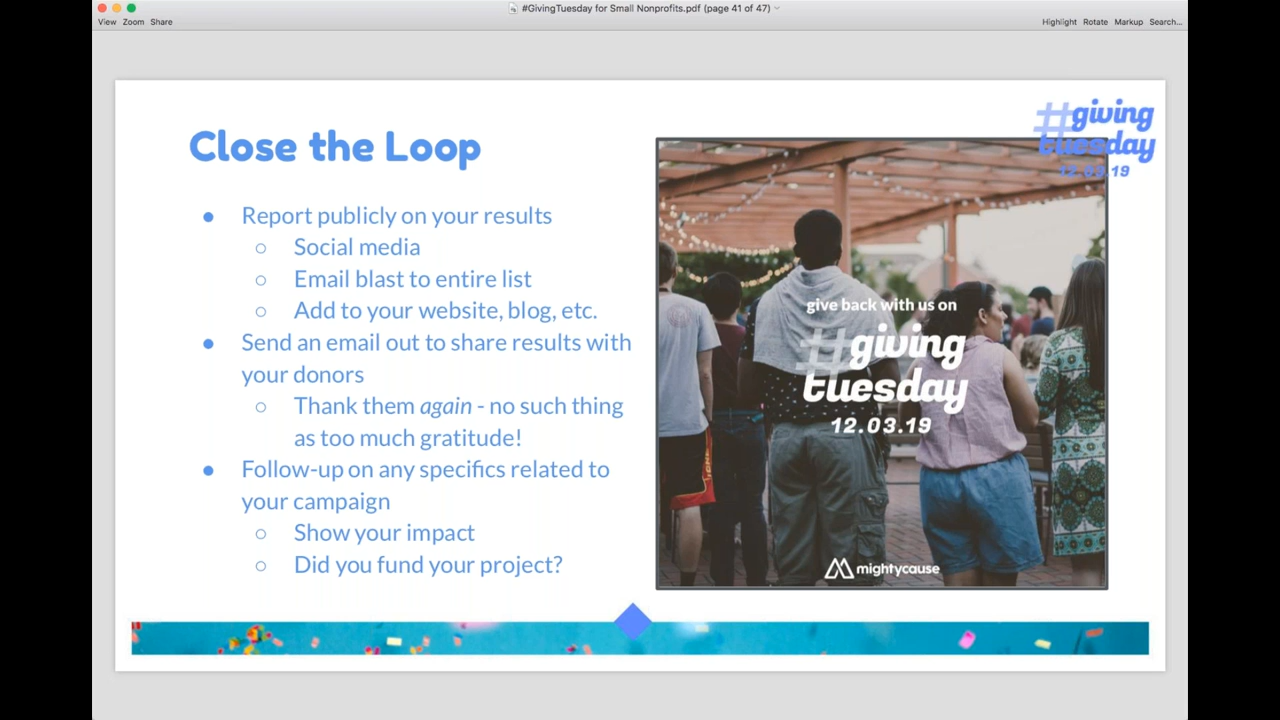 #GivingTuesday for Small Nonprofits.pdf (page 41 of 47)
View Zoom Share
Highlight Rotate Markup Search...
#giving
tuesday
12.03.19
Close the Loop
● Report publicly on your results
○ Social media
○ Email blast to entire list
○ Add to your website, blog, etc.
● Send an email out to share results with
your donors
○ Thank them again - no such thing
as too much gratitude!
● Follow-up on any specifics related to
your campaign
○ Show your impact
○ Did you fund your project?
give back with us on
#giving
tuesday
12.03.19
mightycause